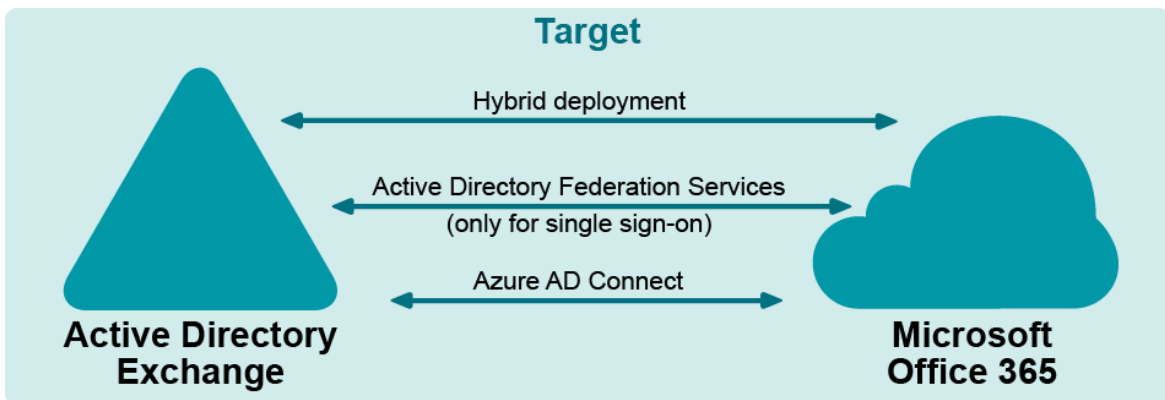 Target
Hybrid deployment
Active Directory Federation Services
(only for single sign-on)
Azure AD Connect
Active Directory
Exchange
Microsoft
Office 365